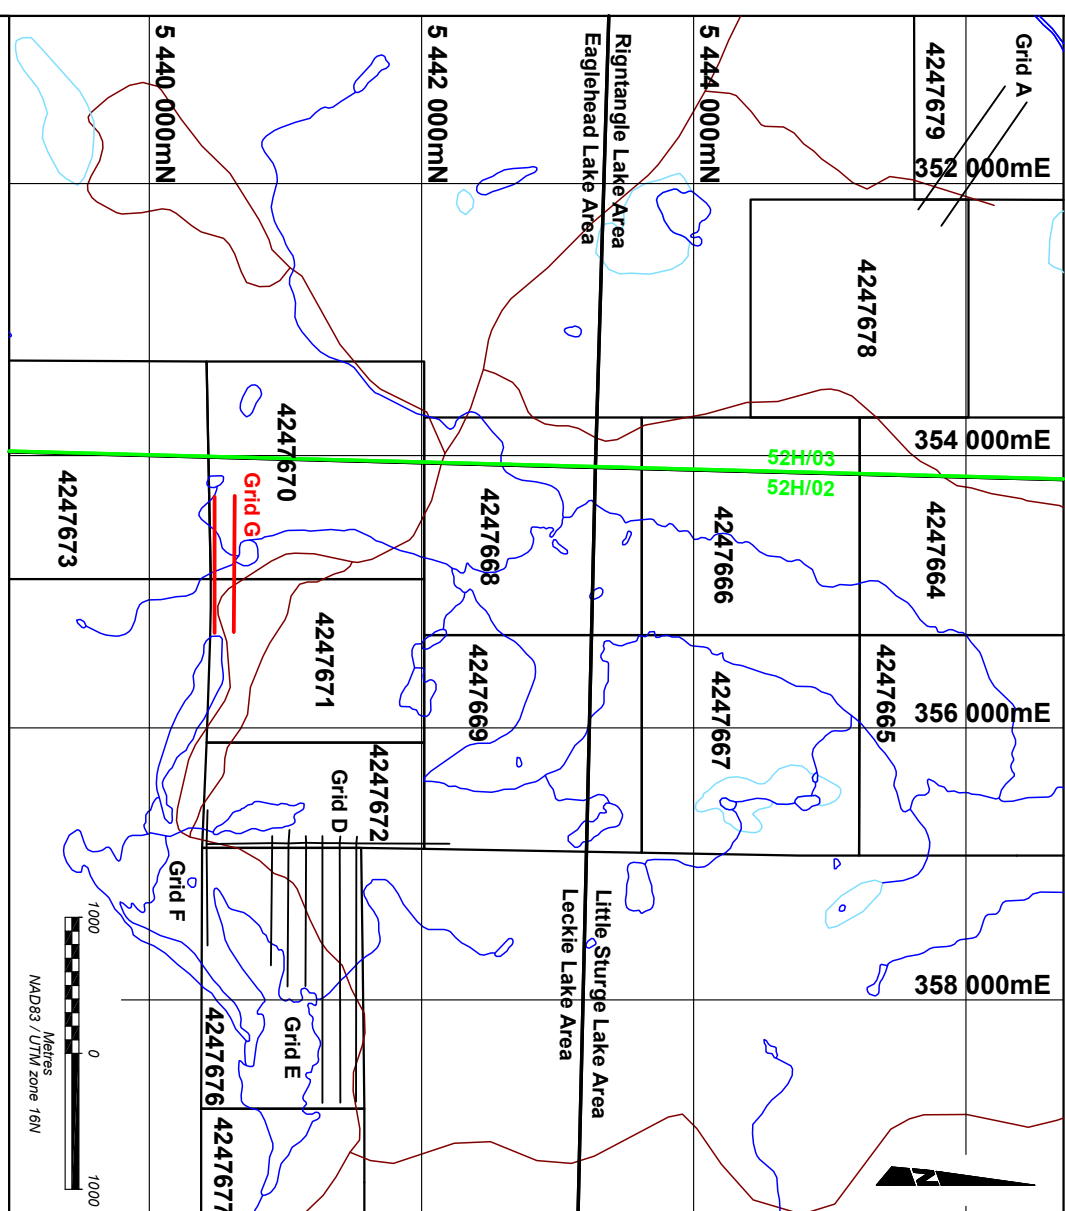 Grid A
4247679
352 000mE
5 440 000mN
5 442 000mN
5 444 000mN
Rigntangle Lake Area
Eaglehead Lake Area
4247678
354 000mE
52H/03
52H/02
4247670
Grid G
4247673
4247668
4247666
4247664
4247671
4247669
4247667
4247665
356 000mE
4247672
Grid D
Grid F
Little Sturge Lake Area
Leckie Lake Area
358 000mE
Grid E
4247676
4247677
1000 0 1000
Metres
NAD83 / UTM zone 16N
N